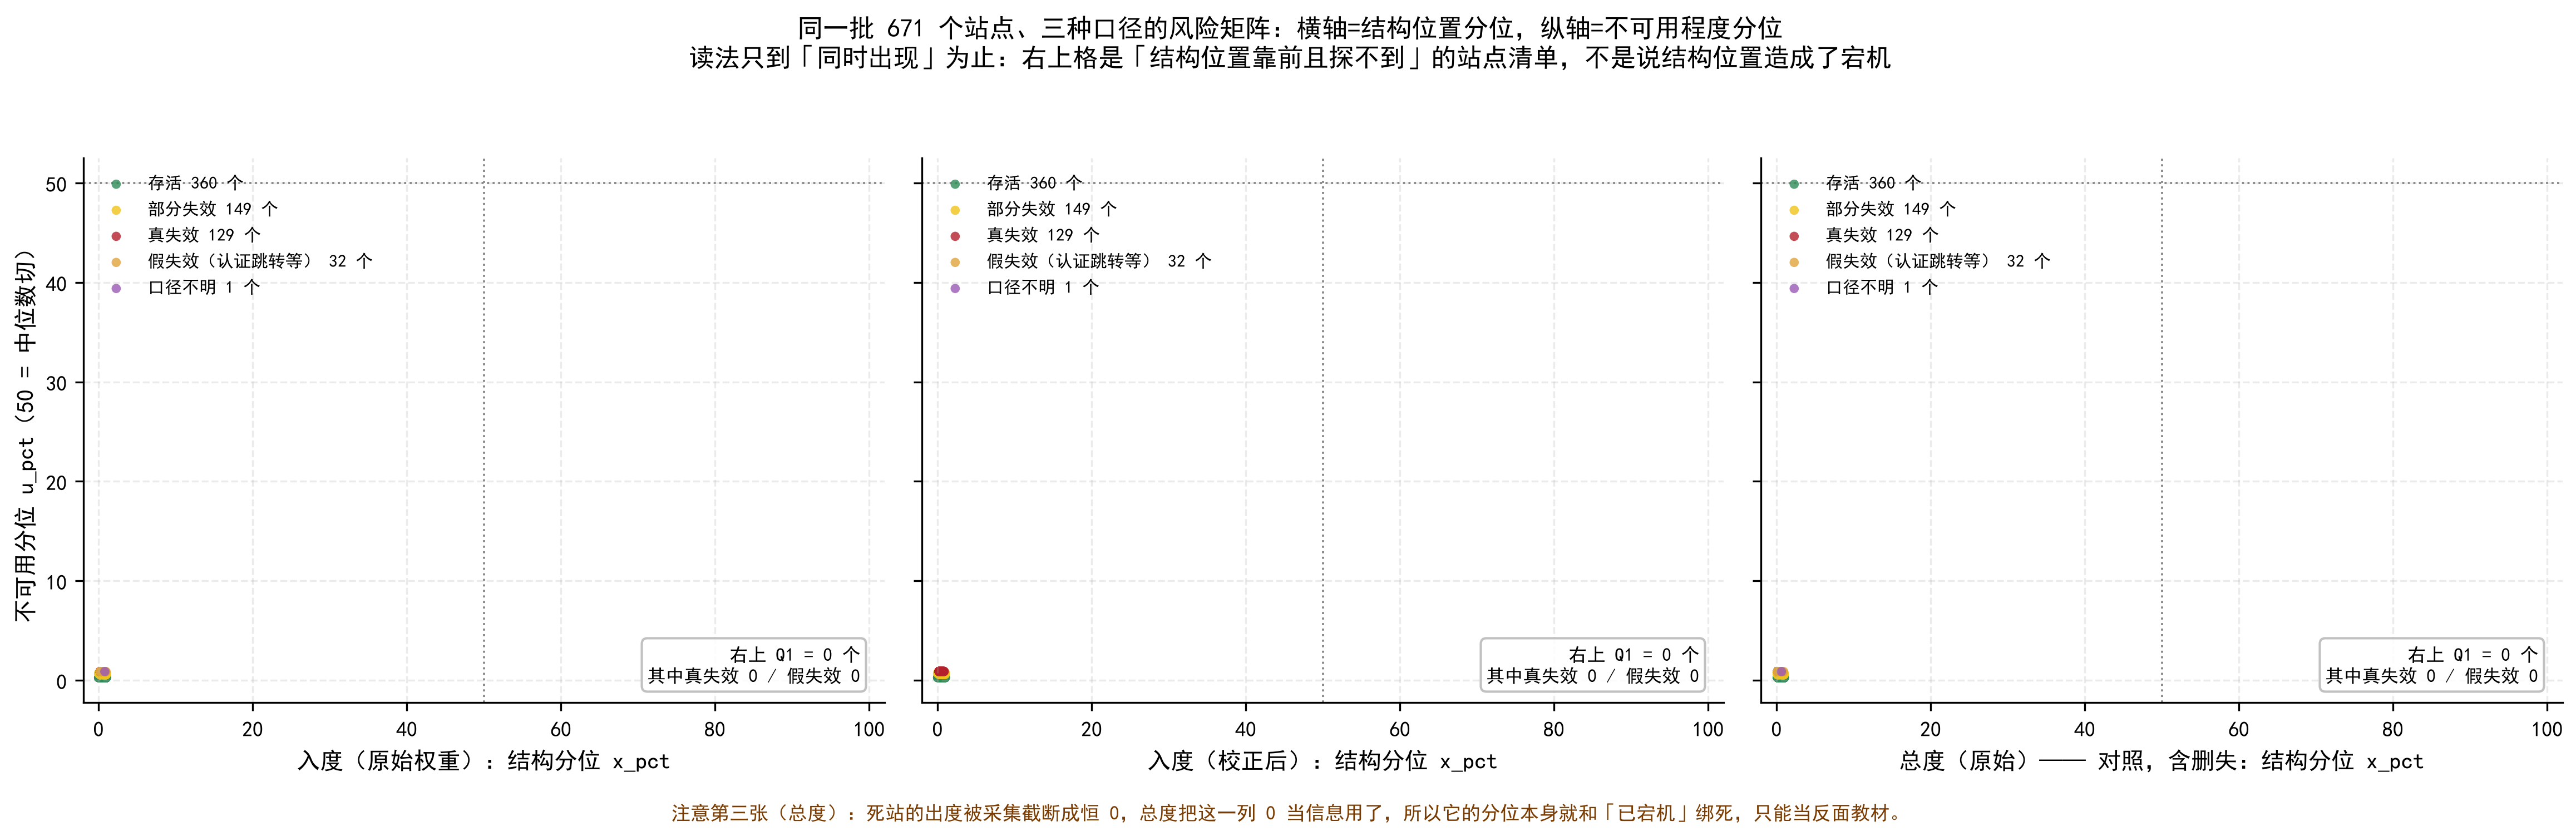 同一批 671 个站点、三种口径的风险矩阵：横轴=结构位置分位，纵轴=不可用程度分位
读法只到「同时出现」为止：右上格是「结构位置靠前且探不到」的站点清单，不是说结构位置造成了宕机
不可用分位 u_pct（50 = 中位数切）
50
40
30
20
10
0
存活 360 个
部分失效 149 个
真失效 129 个
假失效（认证跳转等） 32 个
口径不明 1 个
右上 Q1 = 0 个
其中真失效 0 / 假失效 0
0 20 40 60 80 100
入度（原始权重）：结构分位 x_pct
存活 360 个
部分失效 149 个
真失效 129 个
假失效（认证跳转等） 32 个
口径不明 1 个
右上 Q1 = 0 个
其中真失效 0 / 假失效 0
0 20 40 60 80 100
入度（校正后）：结构分位 x_pct
存活 360 个
部分失效 149 个
真失效 129 个
假失效（认证跳转等） 32 个
口径不明 1 个
右上 Q1 = 0 个
其中真失效 0 / 假失效 0
0 20 40 60 80 100
总度（原始）—— 对照，含删失：结构分位 x_pct
注意第三张（总度）：死站的出度被采集截断成恒 0，总度把这一列 0 当信息用了，所以它的分位本身就和「已宕机」绑死，只能当反面教材。